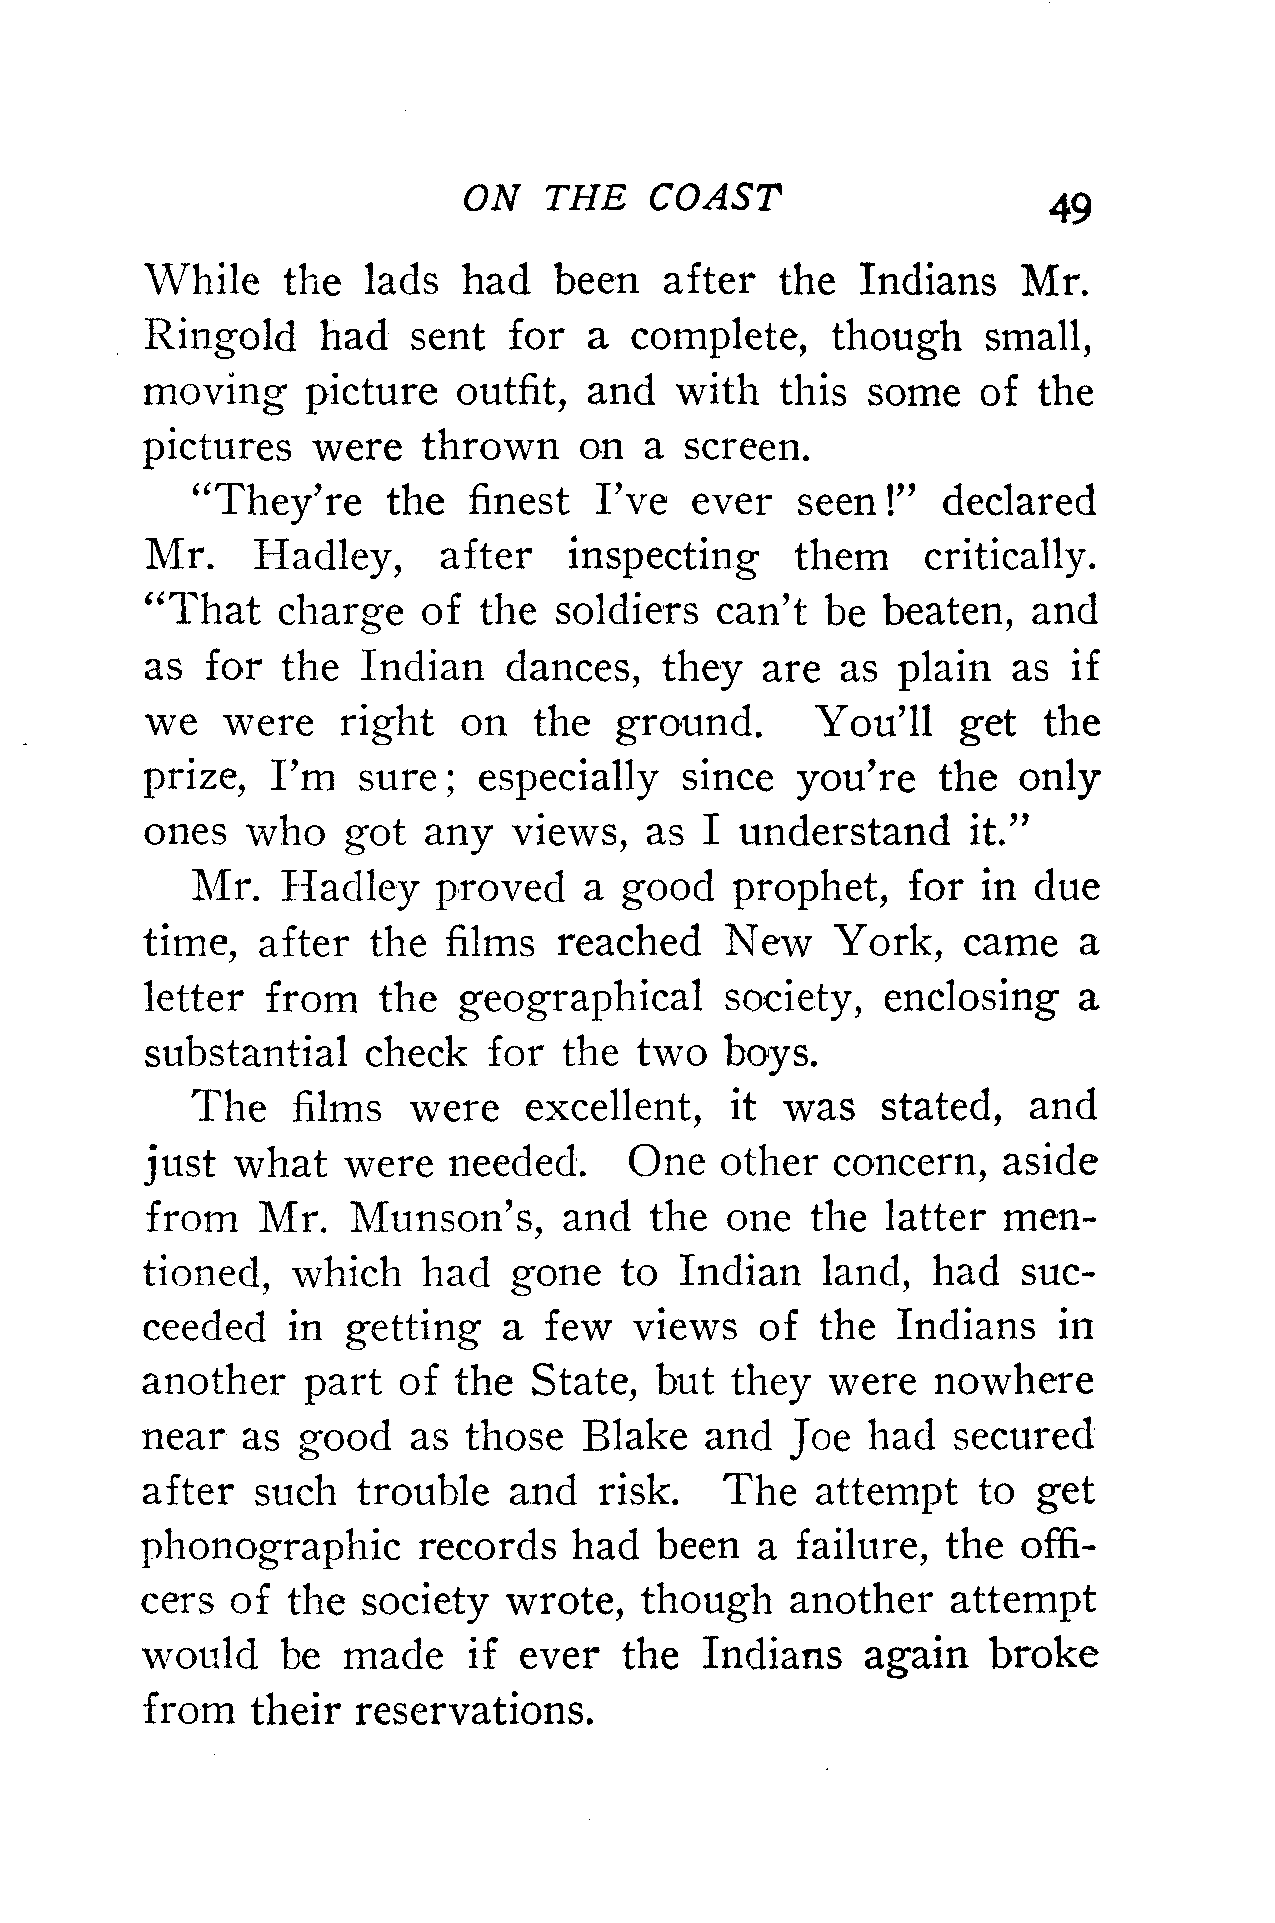 ON THE COAST 49
While the lads had been after the Indians Mr.
Ringold had sent for a complete, though small,
moving picture outfit, and with this some of the
pictures were thrown on a screen.
“They’re the finest I’ve ever seen!” declared
Mr. Hadley, after inspecting them critically.
“That charge of the soldiers can’t be beaten, and
as for the Indian dances, they are as plain as if
we were right on the ground. You’ll get the
prize, I’m sure; especially since you’re the only
ones who got any views, as I understand it.”
Mr. Hadley proved a good prophet, for in due
time, after the films reached New York, came a
letter from the geographical society, enclosing a
substantial check for the two boys.
The films were excellent, it was stated, and
just what were needed. One other concern, aside
from Mr. Munson’s, and the one the latter men-
tioned, which had gone to Indian land, had suc-
ceeded in getting a few views of the Indians in
another part of the State, but they were nowhere
near as good as those Blake and Joe had secured
after such trouble and risk. The attempt to get
phonographic records had been a failure, the offi-
cers of the society wrote, though another attempt
would be made if ever the Indians again broke
from their reservations.